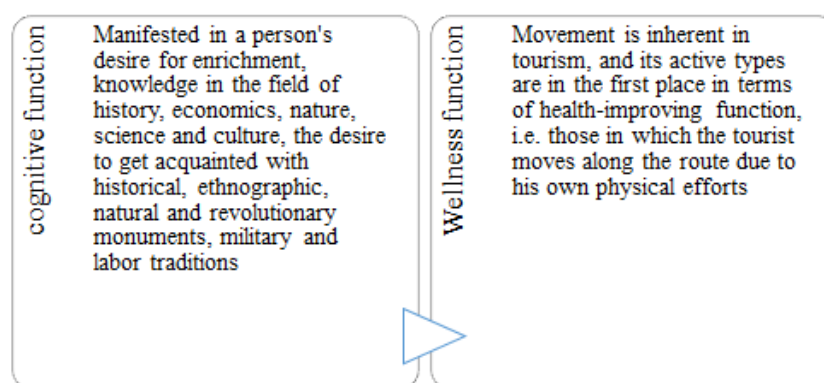 cognitive function
Manifested in a person's
desire for enrichment,
knowledge in the field of
history, economics, nature,
science and culture, the desire
to get acquainted with
historical, ethnographic,
natural and revolutionary
monuments, military and
labor traditions
Wellness function
Movement is inherent in
tourism, and its active types
are in the first place in terms
of health-improving function,
i.e. those in which the tourist
moves along the route due to
his own physical efforts